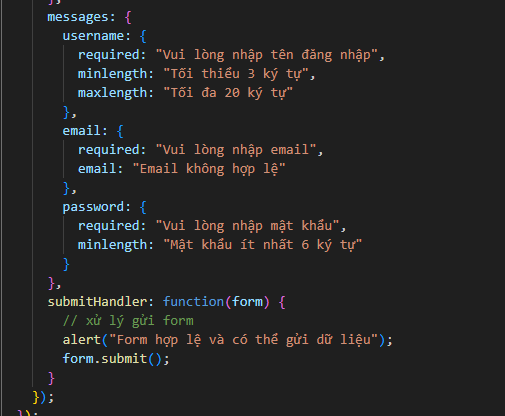 },
messages: {
username: {
required: "Vui lòng nhập tên đăng nhập",
minlength: "Tối thiểu 3 ký tự",
maxlength: "Tối đa 20 ký tự"
},
email: {
required: "Vui lòng nhập email",
email: "Email không hợp lệ"
},
password: {
required: "Vui lòng nhập mật khẩu",
minlength: "Mật khẩu ít nhất 6 ký tự"
}
},
submitHandler: function(form) {
// xử lý gửi form
alert("Form hợp lệ và có thể gửi dữ liệu");
form.submit();
}
});
});